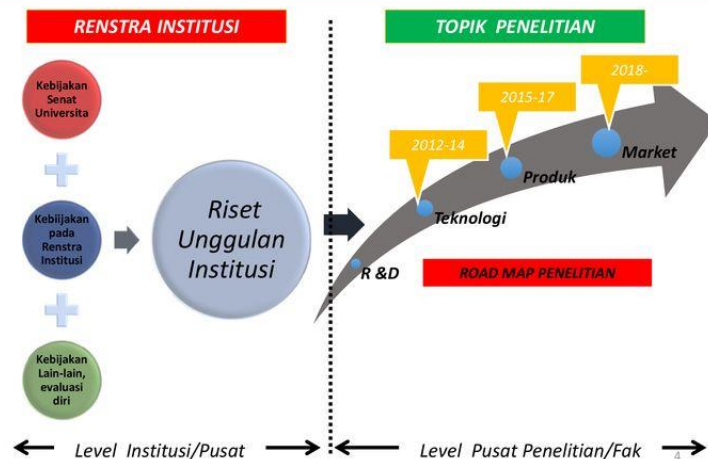 RENSTRA INSTITUSI
Kebijakan
Senat
Universita
Kebiijakan
pada
Renstra
Institusi
Kebijakan
Lain-lain,
evaluasi
diri
Riset
Unggulan
Institusi
Level Institusi/Pusat
TOPIK PENELITIAN
2012-14
2015-17
2018-
R &D
Teknologi
Produk
Market
ROAD MAP PENELITIAN
Level Pusat Penelitian/Fak
4